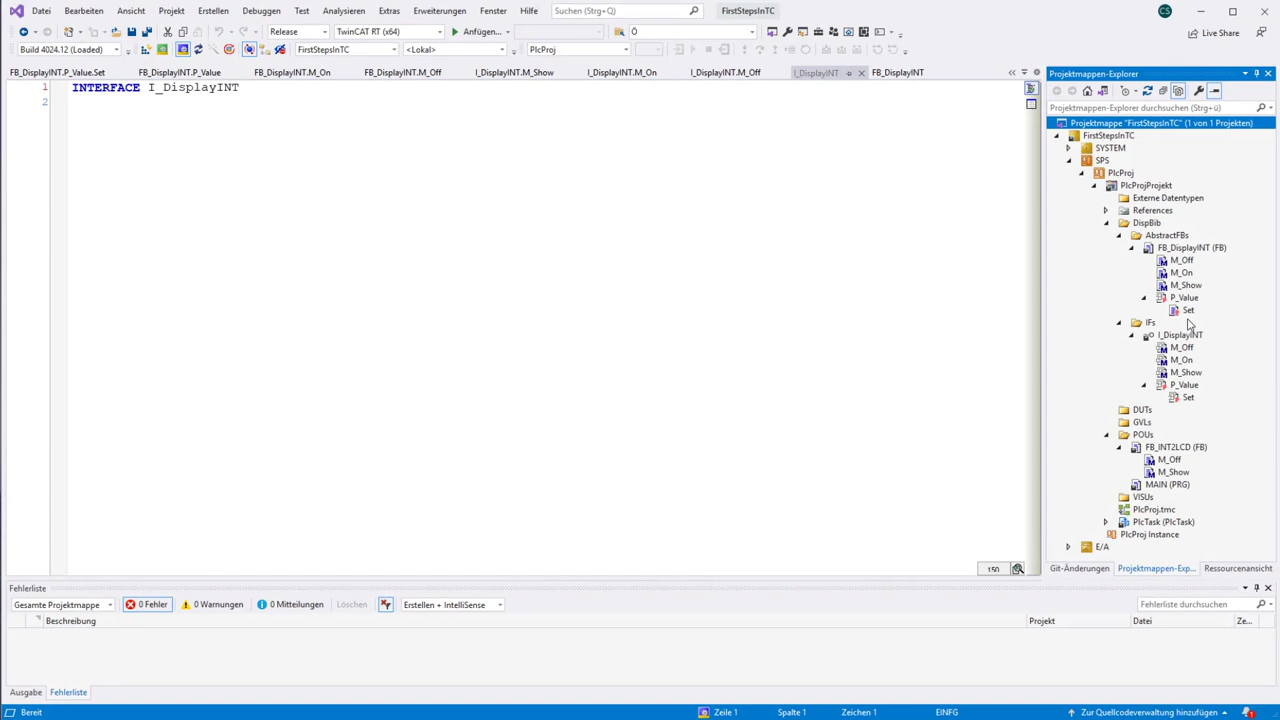 Datei Bearbeiten Ansicht Projekt Erstellen Debuggen Test Analysieren Extras Erweiterungen Fenster Hilfe Suchen (Strg+Q) FirstStepsInTC CS
Release TwinCAT RT (x64) Anfügen... Ö Live Share
Build 4024.12 (Loaded) FirstStepsInTC <Lokal> PlcProj
FB_DisplayINT.P_Value.Set FB_DisplayINT.P_Value FB_DisplayINT.M_On FB_DisplayINT.M_Off I_DisplayINT.M_Show I_DisplayINT.M_On I_DisplayINT.M_Off I_DisplayINT FB_DisplayINT
1 INTERFACE I_DisplayINT
2
150
Projektmappen-Explorer
Projektmappen-Explorer durchsuchen (Strg+ü)
Projektmappe "FirstStepsInTC" (1 von 1 Projekten)
FirstStepsInTC
SYSTEM
SPS
PlcProj
PlcProjProjekt
Externe Datentypen
References
DispBib
AbstractFBs
FB_DisplayINT (FB)
M_Off
M_On
M_Show
P_Value
Set
IFs
I_DisplayINT
M_Off
M_On
M_Show
P_Value
Set
DUTs
GVLs
POUs
FB_INT2LCD (FB)
M_Off
M_Show
MAIN (PRG)
VISUs
PlcProj.tmc
PlcTask (PlcTask)
PlcProj Instance
E/A
Git-Änderungen Projektmappen-Exp... Ressourcenansicht
Fehlerliste
Gesamte Projektmappe 0 Fehler 0 Warnungen 0 Mitteilungen Löschen Erstellen + IntelliSense Fehlerliste durchsuchen
Beschreibung Projekt Datei Ze...
Ausgabe Fehlerliste
Bereit Zeile 1 Spalte 1 Zeichen 1 EINFG Zur Quellcodeverwaltung hinzufügen 1